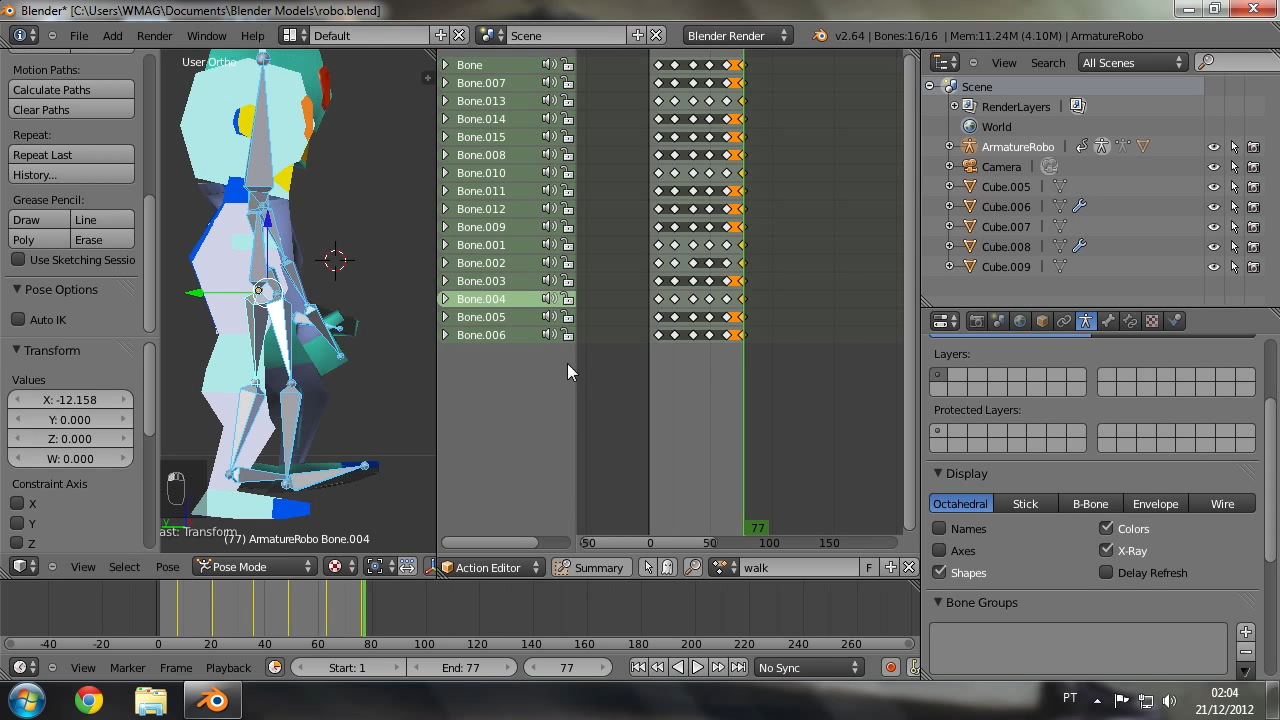 Blender* [C:\Users\WMAG\Documents\Blender Models\robo.blend]
File Add Render Window Help Default Scene Blender Render v2.64 | Bones:16/16 | Mem:11.24M (4.10M) | ArmatureRobo
Motion Paths:
Calculate Paths
Clear Paths
Repeat:
Repeat Last
History...
Grease Pencil:
Draw Line
Poly Erase
Use Sketching Sessio
Pose Options
Auto IK
Transform
Values
X: -12.158
Y: 0.000
Z: 0.000
W: 0.000
Constraint Axis
X
Y
Z
User Ortho
ast: Transform
(77) ArmatureRobo Bone.004
View Select Pose Pose Mode
Bone
Bone.007
Bone.013
Bone.014
Bone.015
Bone.008
Bone.010
Bone.011
Bone.012
Bone.009
Bone.001
Bone.002
Bone.003
Bone.004
Bone.005
Bone.006
77
-50 0 50 100 150
Action Editor Summary walk F
View Search All Scenes
Scene
RenderLayers
World
ArmatureRobo
Camera
Cube.005
Cube.006
Cube.007
Cube.008
Cube.009
Layers:
Protected Layers:
Display
Octahedral Stick B-Bone Envelope Wire
Names Colors
Axes X-Ray
Shapes Delay Refresh
Bone Groups
-40 -20 0 20 40 60 80 100 120 140 160 180 200 220 240 260
View Marker Frame Playback Start: 1 End: 77 77 No Sync
PT 02:04
21/12/2012